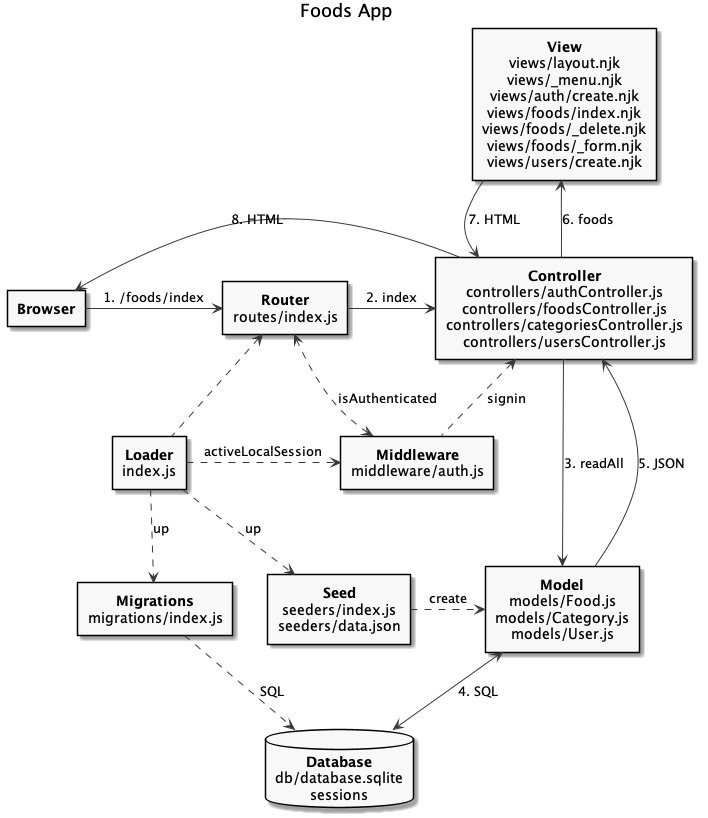 Foods App
View
views/layout.njk
views/_menu.njk
views/auth/create.njk
views/foods/index.njk
views/foods/_delete.njk
views/foods/_form.njk
views/users/create.njk
8. HTML
7. HTML
6. foods
Browser
1. /foods/index
Router
routes/index.js
2. index
Controller
controllers/authController.js
controllers/foodsController.js
controllers/categoriesController.js
controllers/usersController.js
isAuthenticated
signin
Loader
index.js
activeLocalSession
Middleware
middleware/auth.js
3. readAll
5. JSON
up
up
Migrations
migrations/index.js
Seed
seeders/index.js
seeders/data.json
create
Model
models/Food.js
models/Category.js
models/User.js
SQL
4. SQL
Database
db/database.sqlite
sessions